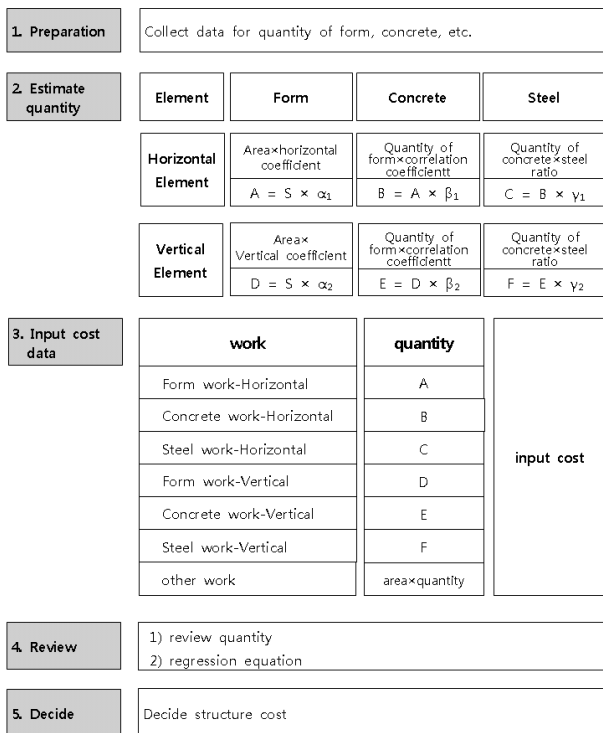 1. Preparation
Collect data for quantity of form, concrete, etc.
2. Estimate
quantity
Element
Form
Concrete
Steel
Horizontal
Element
Area×horizontal
coefficient
A = S × α₁
Quantity of
form×correlation
coefficientt
B = A × β₁
Quantity of
concrete×steel
ratio
C = B × γ₁
Vertical
Element
Area×
Vertical coefficient
D = S × α₂
Quantity of
form×correlation
coefficientt
E = D × β₂
Quantity of
concrete×steel
ratio
F = E × γ₂
3. Input cost
data
work
quantity
input cost
Form work-Horizontal
A
Concrete work-Horizontal
B
Steel work-Horizontal
C
Form work-Vertical
D
Concrete work-Vertical
E
Steel work-Vertical
F
other work
area×quantity
4. Review
1) review quantity
2) regression equation
5. Decide
Decide structure cost